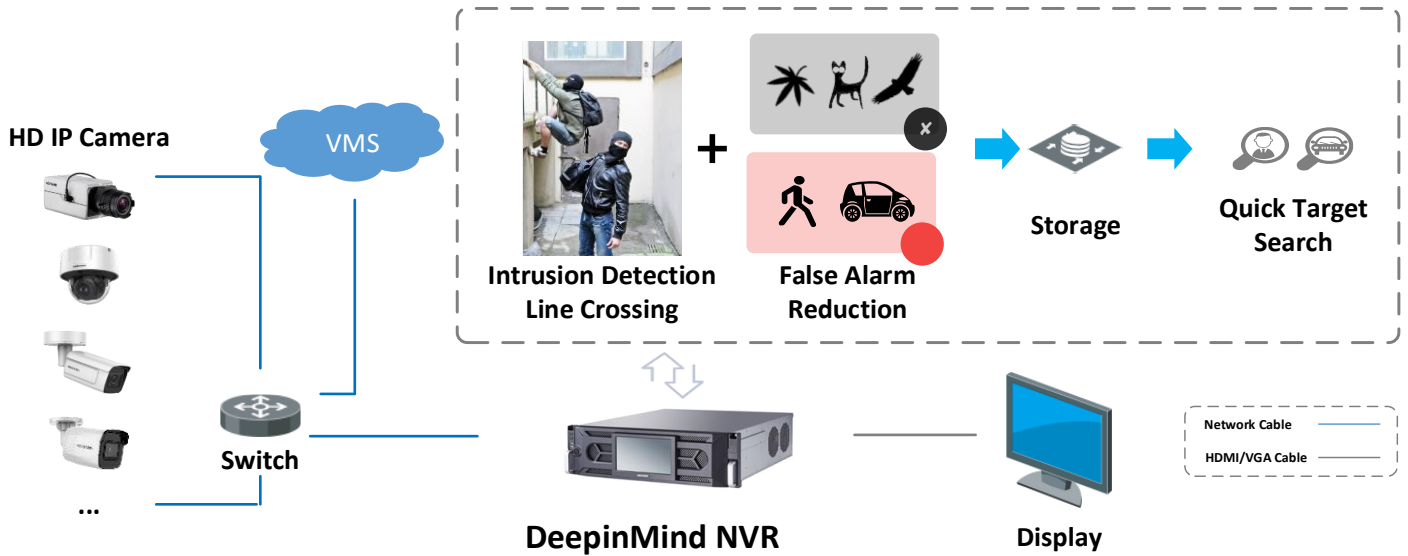 HD IP Camera
VMS
+
Intrusion Detection
Line Crossing
False Alarm
Reduction
Storage
Quick Target
Search
Switch
...
DeepinMind NVR
Display
Network Cable
HDMI/VGA Cable